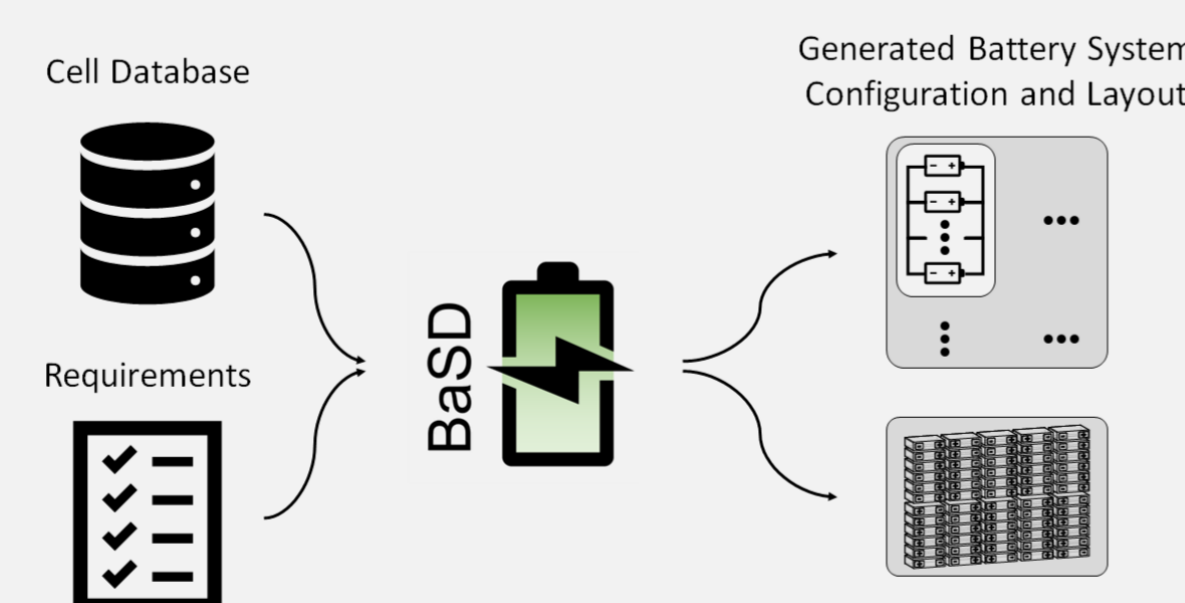 Cell Database
Generated Battery System
Configuration and Layout
Requirements
BaSD